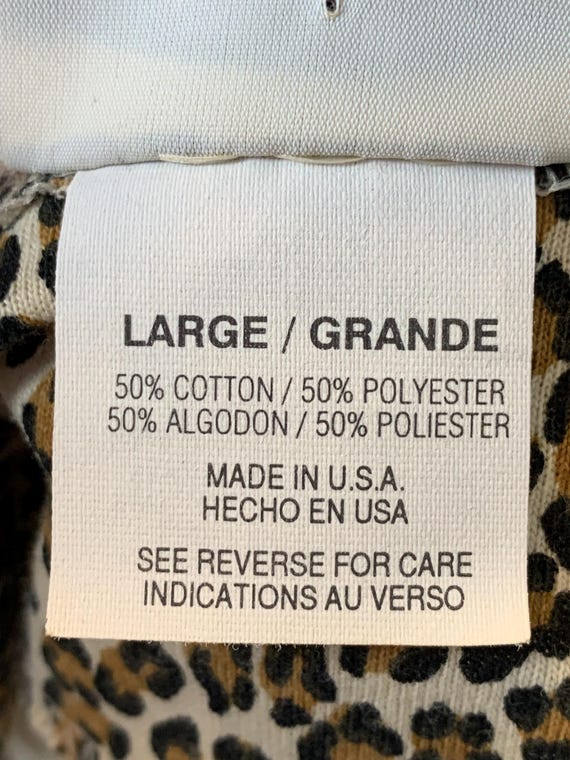 LARGE / GRANDE
50% COTTON / 50% POLYESTER
50% ALGODON / 50% POLIESTER
MADE IN U.S.A.
HECHO EN USA
SEE REVERSE FOR CARE
INDICATIONS AU VERSO